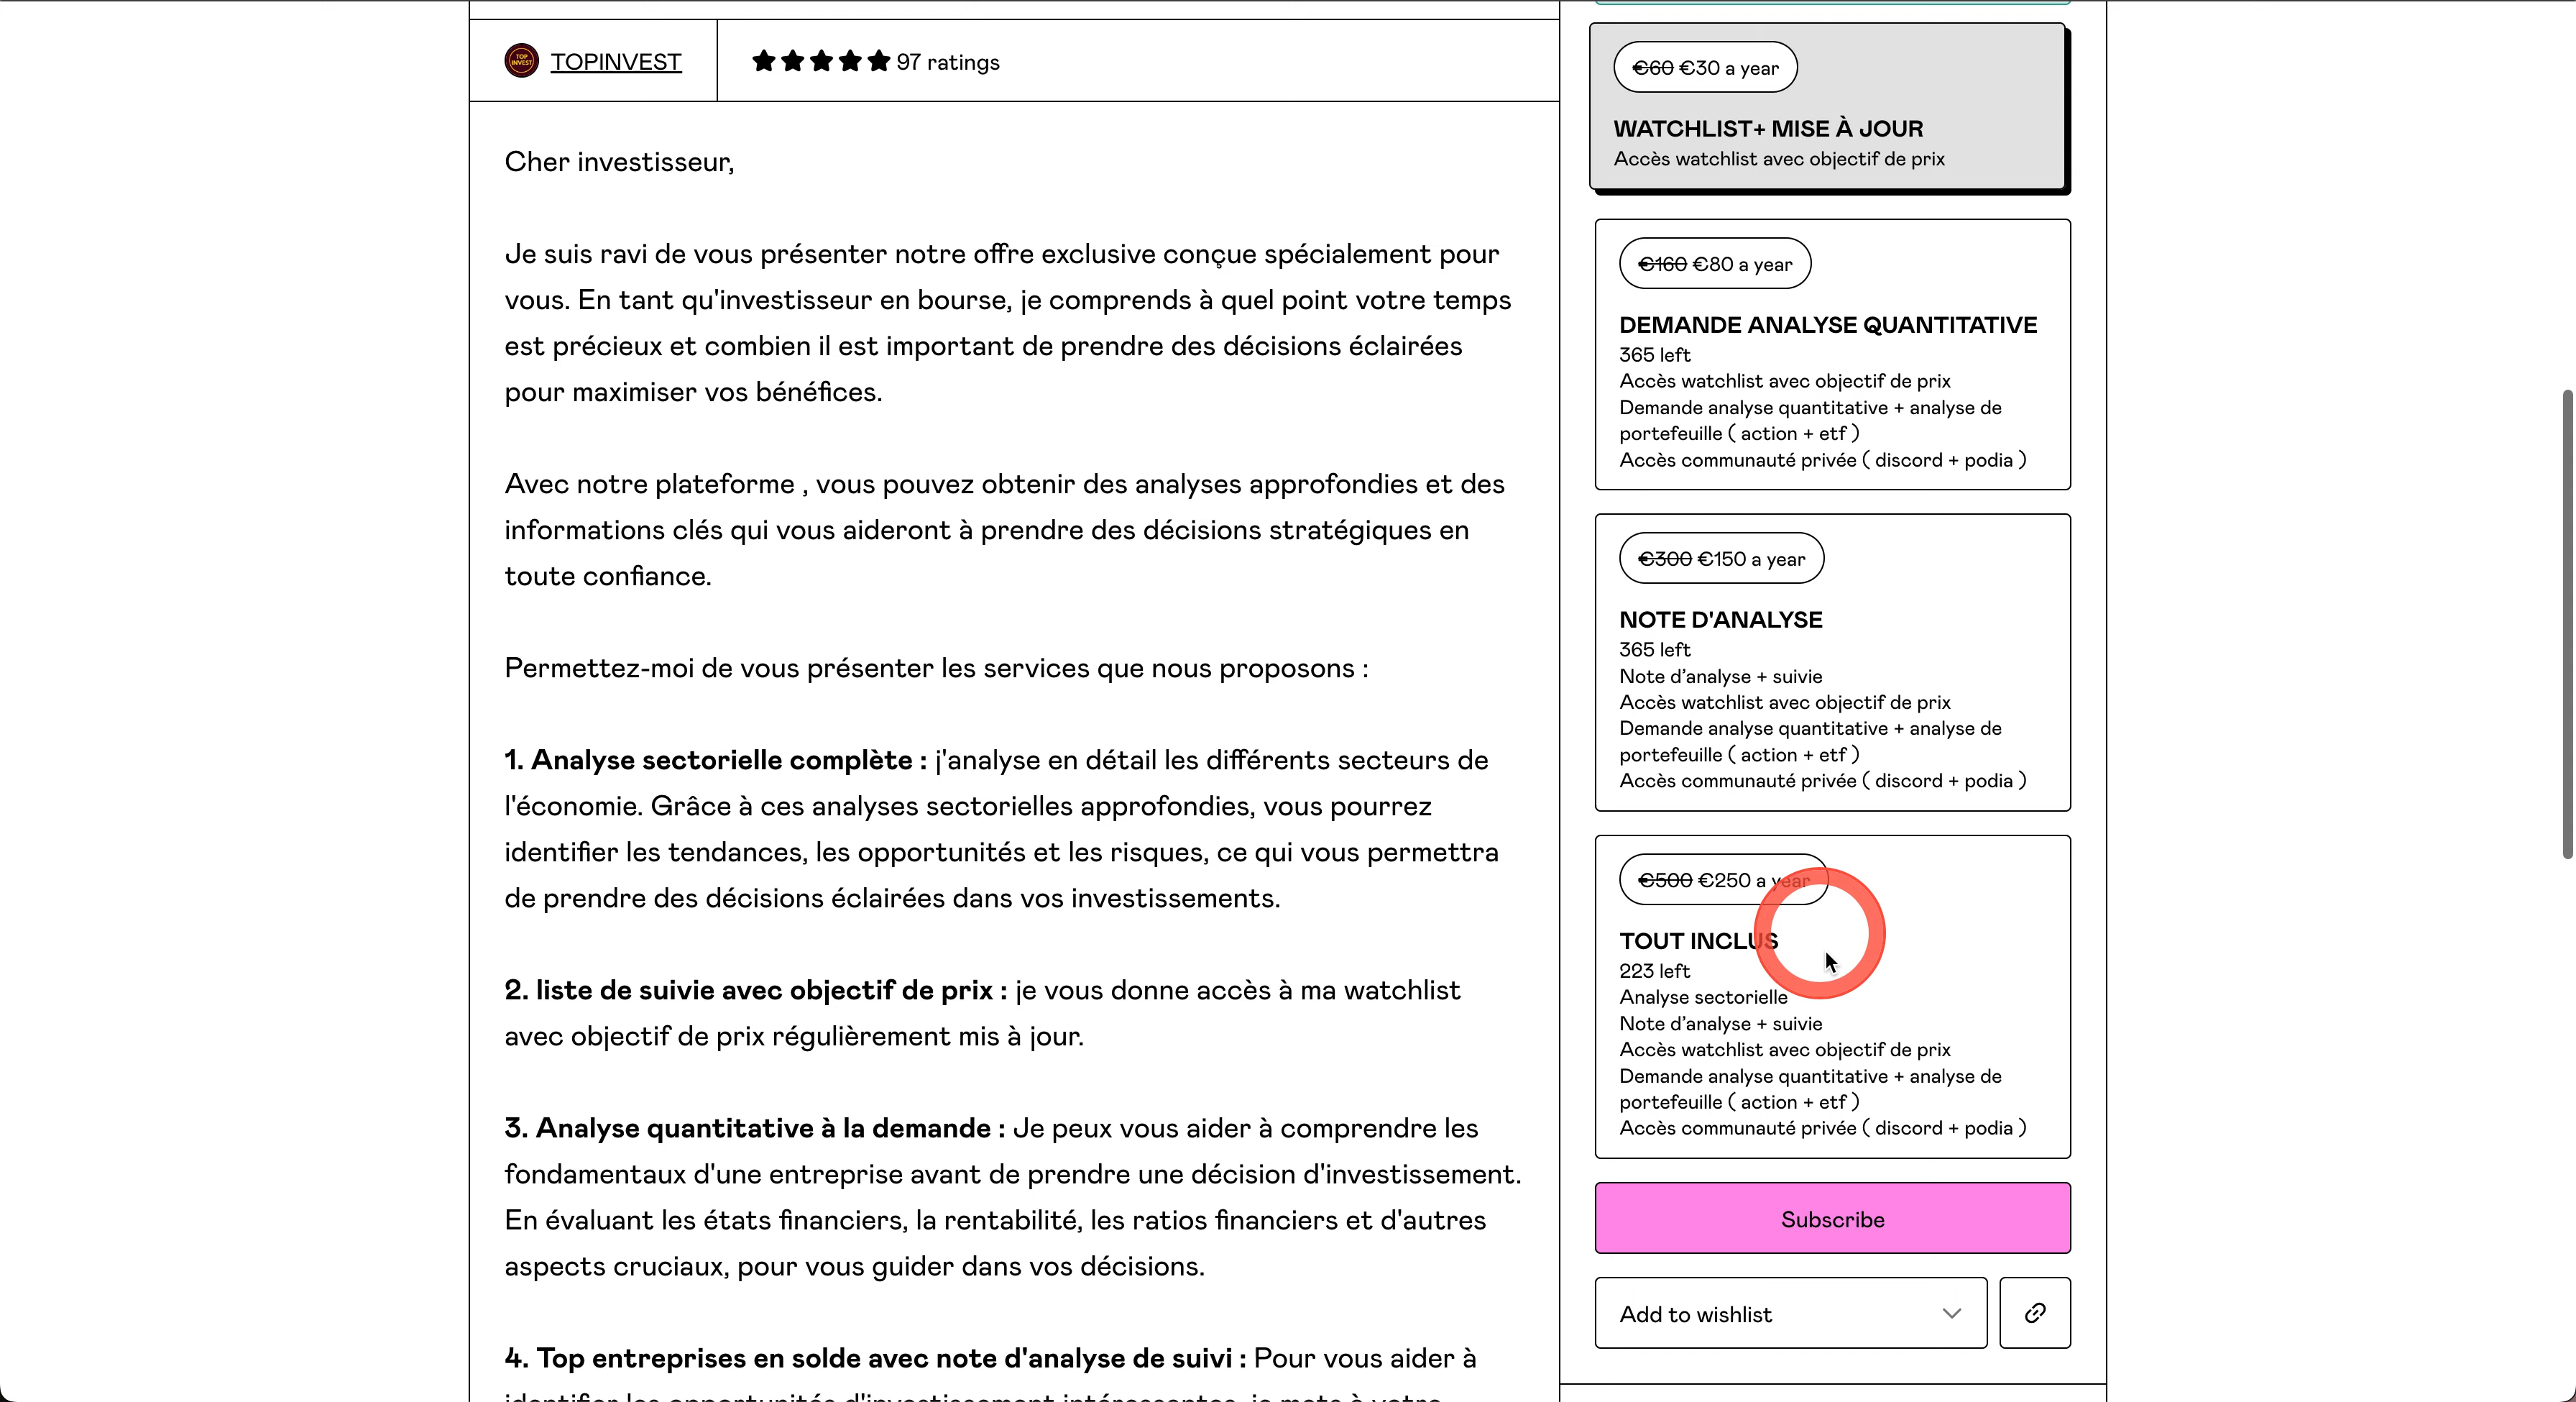 TOPINVEST
97 ratings
Cher investisseur,
Je suis ravi de vous présenter notre offre exclusive conçue spécialement pour
vous. En tant qu'investisseur en bourse, je comprends à quel point votre temps
est précieux et combien il est important de prendre des décisions éclairées
pour maximiser vos bénéfices.
Avec notre plateforme , vous pouvez obtenir des analyses approfondies et des
informations clés qui vous aideront à prendre des décisions stratégiques en
toute confiance.
Permettez-moi de vous présenter les services que nous proposons :
1. Analyse sectorielle complète : j'analyse en détail les différents secteurs de
l'économie. Grâce à ces analyses sectorielles approfondies, vous pourrez
identifier les tendances, les opportunités et les risques, ce qui vous permettra
de prendre des décisions éclairées dans vos investissements.
2. liste de suivie avec objectif de prix : je vous donne accès à ma watchlist
avec objectif de prix régulièrement mis à jour.
3. Analyse quantitative à la demande : Je peux vous aider à comprendre les
fondamentaux d'une entreprise avant de prendre une décision d'investissement.
En évaluant les états financiers, la rentabilité, les ratios financiers et d'autres
aspects cruciaux, pour vous guider dans vos décisions.
4. Top entreprises en solde avec note d'analyse de suivi : Pour vous aider à
identifier les opportunités d'investissement intéressantes, je mets à votre
€60 €30 a year
WATCHLIST+ MISE À JOUR
Accès watchlist avec objectif de prix
€160 €80 a year
DEMANDE ANALYSE QUANTITATIVE
365 left
Accès watchlist avec objectif de prix
Demande analyse quantitative + analyse de
portefeuille ( action + etf )
Accès communauté privée ( discord + podia )
€300 €150 a year
NOTE D'ANALYSE
365 left
Note d’analyse + suivie
Accès watchlist avec objectif de prix
Demande analyse quantitative + analyse de
portefeuille ( action + etf )
Accès communauté privée ( discord + podia )
€500 €250 a year
TOUT INCLUS
223 left
Analyse sectorielle
Note d’analyse + suivie
Accès watchlist avec objectif de prix
Demande analyse quantitative + analyse de
portefeuille ( action + etf )
Accès communauté privée ( discord + podia )
Subscribe
Add to wishlist